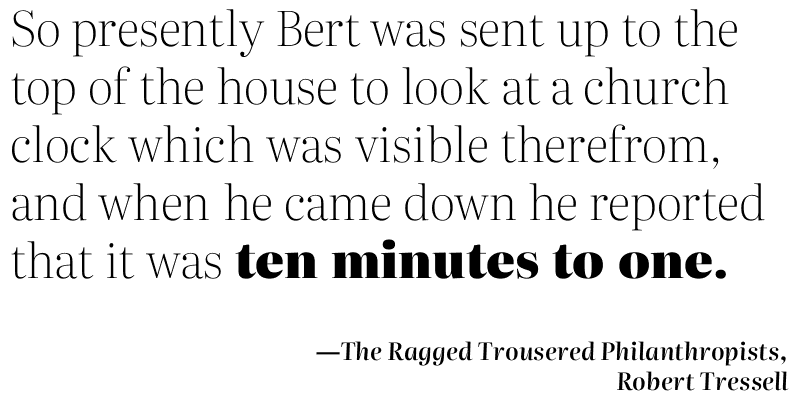 So presently Bert was sent up to the
top of the house to look at a church
clock which was visible therefrom,
and when he came down he reported
that it was ten minutes to one.
—The Ragged Trousered Philanthropists,
Robert Tressell